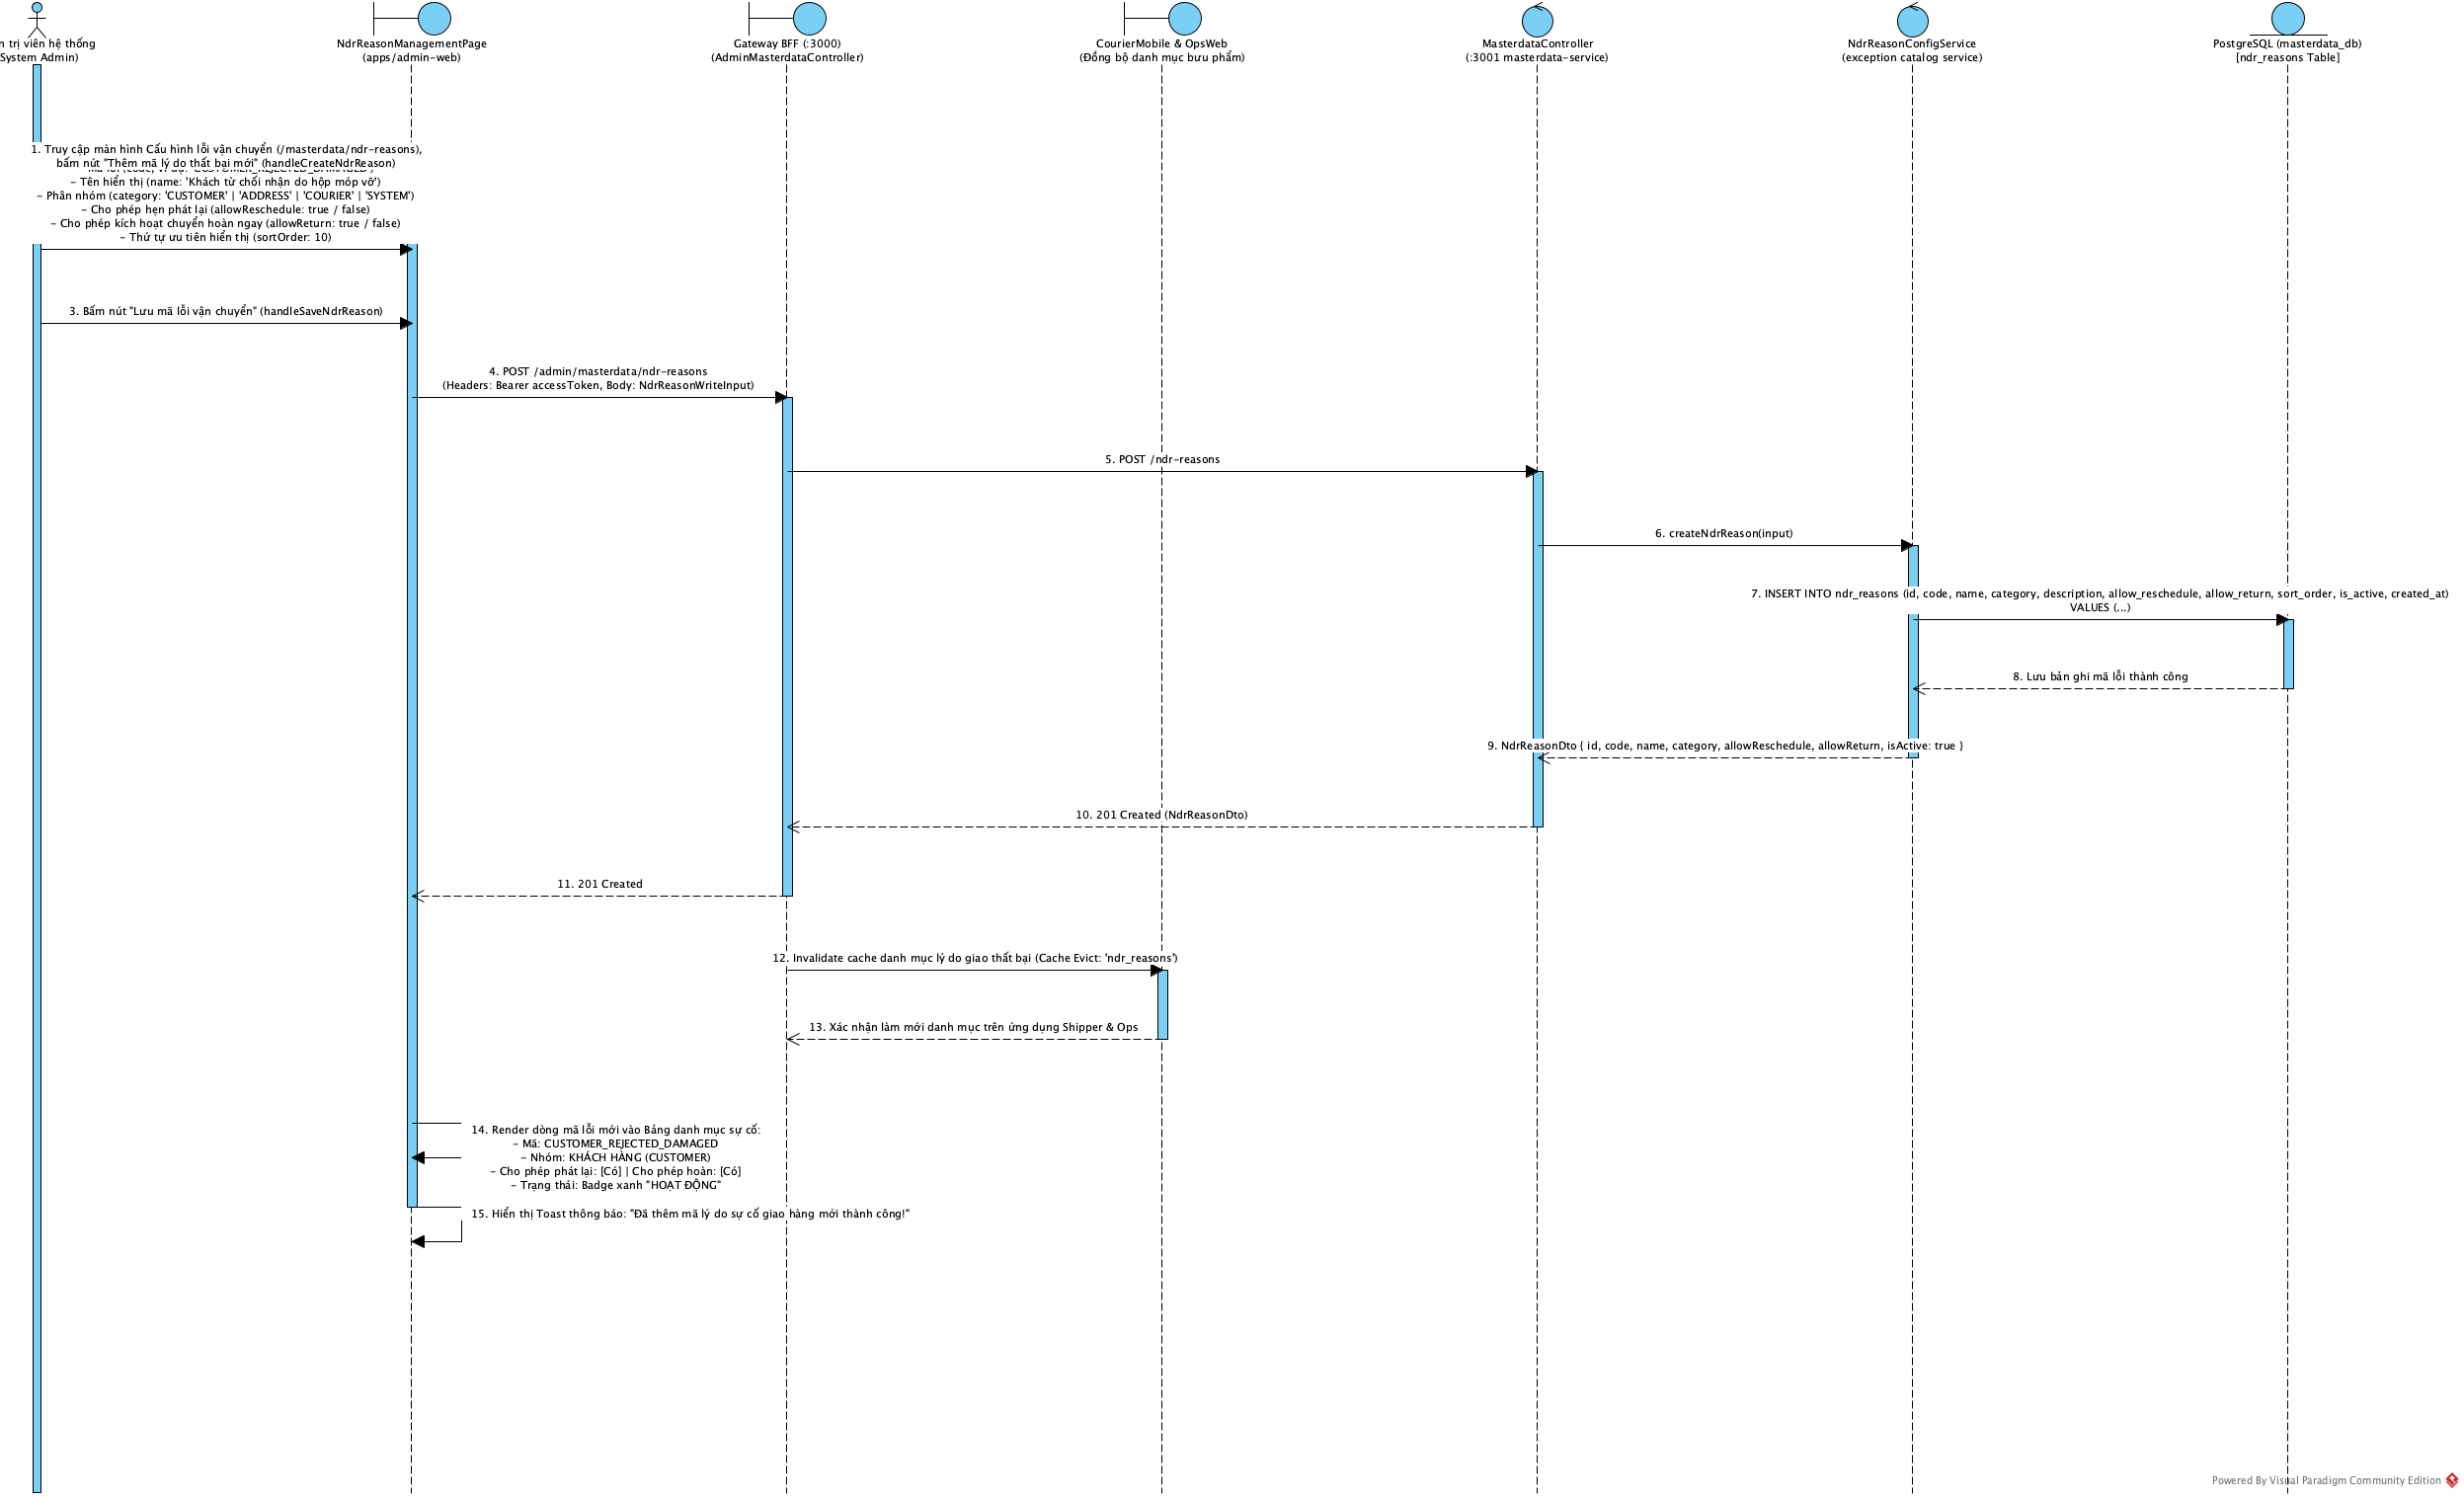 n trị viên hệ thống
System Admin)
NdrReasonManagementPage
(apps/admin-web)
Gateway BFF (:3000)
(AdminMasterdataController)
CourierMobile & OpsWeb
(Đồng bộ danh mục bưu phẩm)
MasterdataController
(:3001 masterdata-service)
NdrReasonConfigService
(exception catalog service)
PostgreSQL (masterdata_db)
[ndr_reasons Table]
1. Truy cập màn hình Cấu hình lỗi vận chuyển (/masterdata/ndr-reasons),
bấm nút "Thêm mã lý do thất bại mới" (handleCreateNdrReason)
- Tên hiển thị (name: 'Khách từ chối nhận do hộp móp vỡ')
- Phân nhóm (category: 'CUSTOMER' | 'ADDRESS' | 'COURIER' | 'SYSTEM')
- Cho phép hẹn phát lại (allowReschedule: true / false)
- Cho phép kích hoạt chuyển hoàn ngay (allowReturn: true / false)
- Thứ tự ưu tiên hiển thị (sortOrder: 10)
3. Bấm nút "Lưu mã lỗi vận chuyển" (handleSaveNdrReason)
4. POST /admin/masterdata/ndr-reasons
(Headers: Bearer accessToken, Body: NdrReasonWriteInput)
5. POST /ndr-reasons
6. createNdrReason(input)
7. INSERT INTO ndr_reasons (id, code, name, category, description, allow_reschedule, allow_return, sort_order, is_active, created_at)
VALUES (...)
8. Lưu bản ghi mã lỗi thành công
9. NdrReasonDto { id, code, name, category, allowReschedule, allowReturn, isActive: true }
10. 201 Created (NdrReasonDto)
11. 201 Created
12. Invalidate cache danh mục lý do giao thất bại (Cache Evict: 'ndr_reasons')
13. Xác nhận làm mới danh mục trên ứng dụng Shipper & Ops
14. Render dòng mã lỗi mới vào Bảng danh mục sự cố:
- Mã: CUSTOMER_REJECTED_DAMAGED
- Nhóm: KHÁCH HÀNG (CUSTOMER)
- Cho phép phát lại: [Có] | Cho phép hoàn: [Có]
- Trạng thái: Badge xanh "HOẠT ĐỘNG"
15. Hiển thị Toast thông báo: "Đã thêm mã lý do sự cố giao hàng mới thành công!"
Powered By Visual Paradigm Community Edition